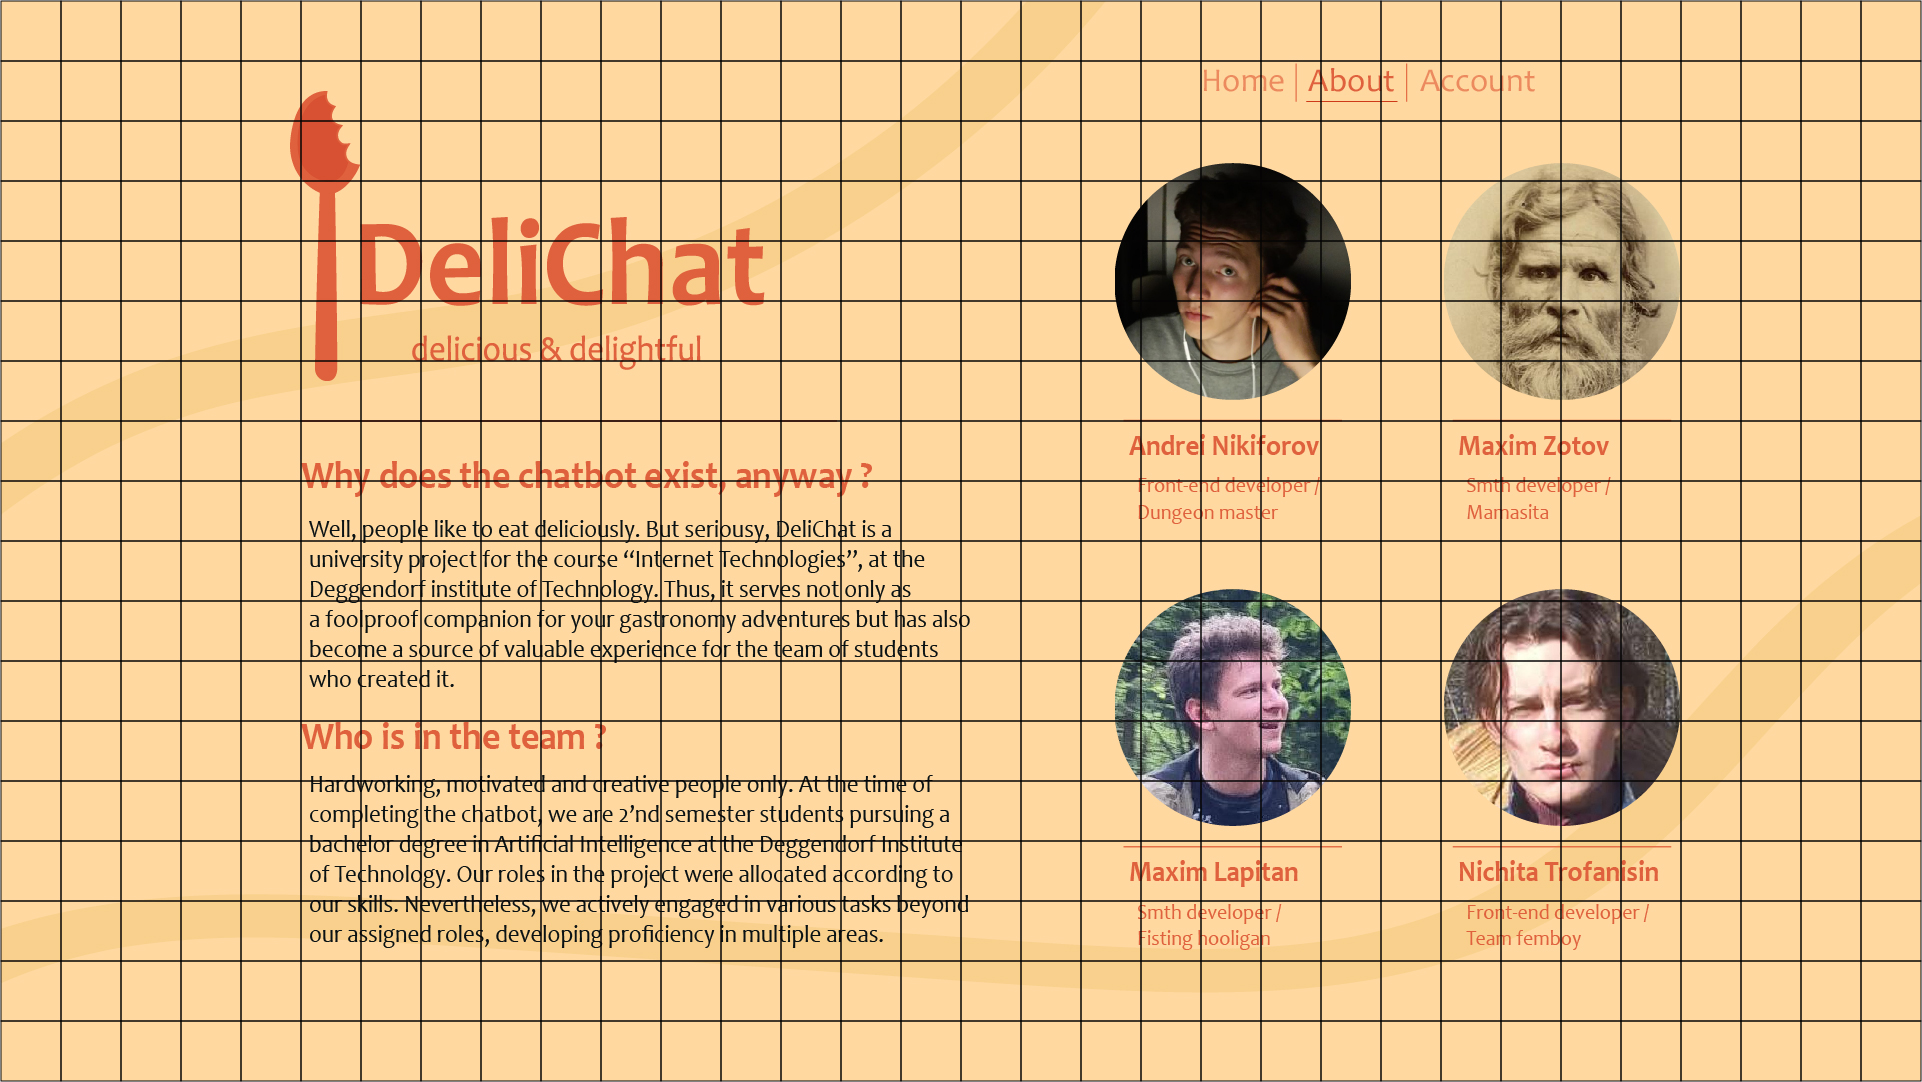 Home | About | Account
DeliChat
delicious & delightful
Why does the chatbot exist, anyway ?
Well, people like to eat deliciously. But seriousy, DeliChat is a
university project for the course “Internet Technologies”, at the
Deggendorf institute of Technology. Thus, it serves not only as
a foolproof companion for your gastronomy adventures but has also
become a source of valuable experience for the team of students
who created it.
Who is in the team ?
Hardworking, motivated and creative people only. At the time of
completing the chatbot, we are 2’nd semester students pursuing a
bachelor degree in Artificial Intelligence at the Deggendorf Institute
of Technology. Our roles in the project were allocated according to
our skills. Nevertheless, we actively engaged in various tasks beyond
our assigned roles, developing proficiency in multiple areas.
Andrei Nikiforov
Front-end developer /
Dungeon master
Maxim Zotov
Smth developer /
Mamasita
Maxim Lapitan
Smth developer /
Fisting hooligan
Nichita Trofanisin
Front-end developer /
Team femboy